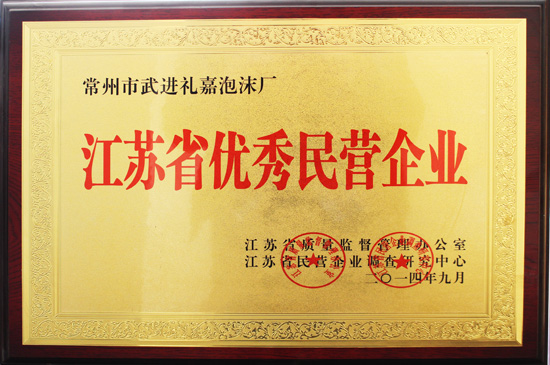 常州市武进礼嘉泡沫厂
江苏省优秀民营企业
江苏省质量监督管理办公室
江苏省民营企业调查研究中心
二〇一四年九月